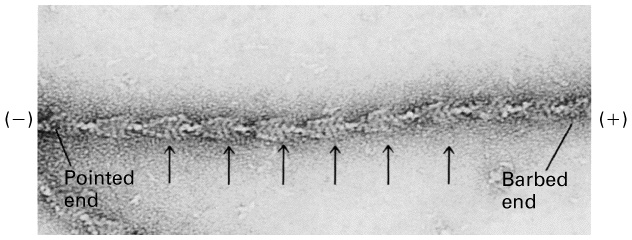 (−)
(+)
Pointed
end
Barbed
end